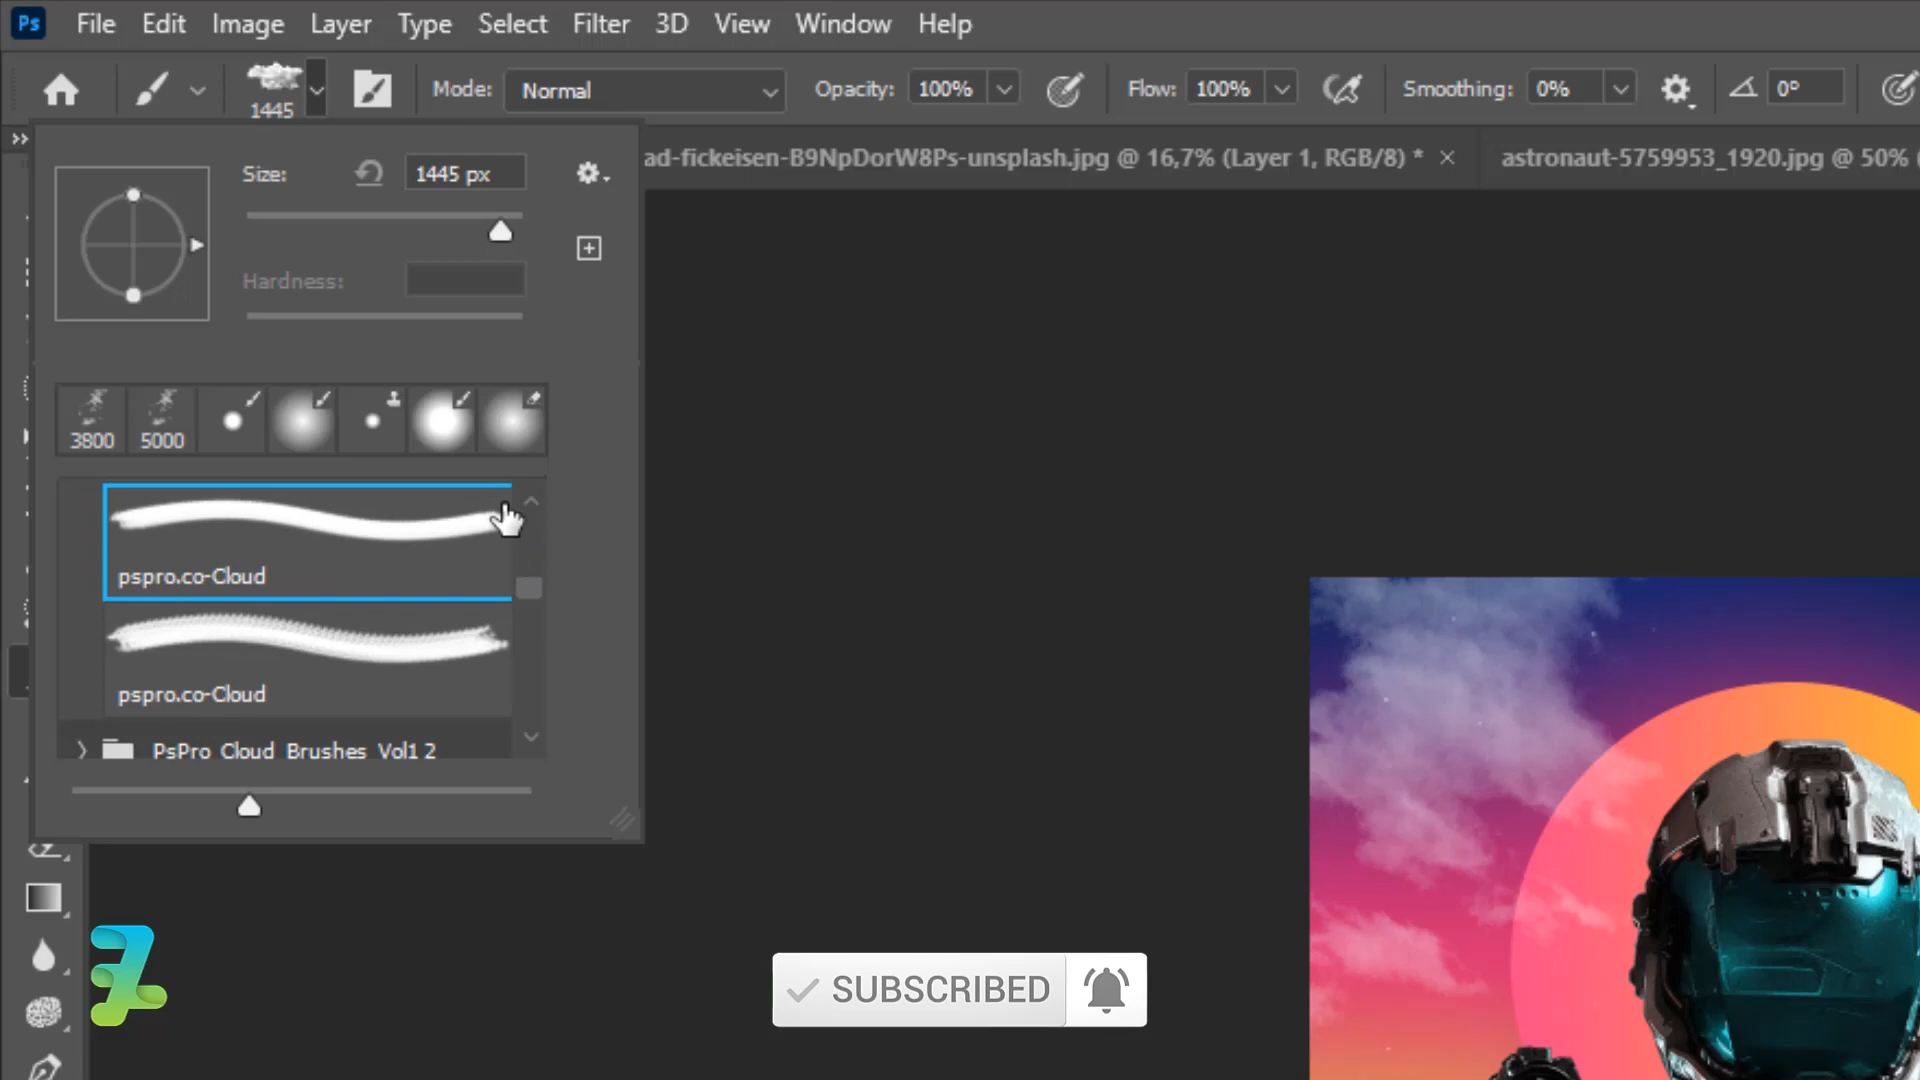 Ps File Edit Image Layer Type Select Filter 3D View Window Help
1445 Mode: Normal Opacity: 100% Flow: 100% Smoothing: 0% 0°
ad-fickeisen-B9NpDorW8Ps-unsplash.jpg @ 16,7% (Layer 1, RGB/8) * × astronaut-5759953_1920.jpg @ 50% (
Size: 1445 px
Hardness:
3800 5000
pspro.co-Cloud
pspro.co-Cloud
PsPro Cloud Brushes Vol1 2
SUBSCRIBED